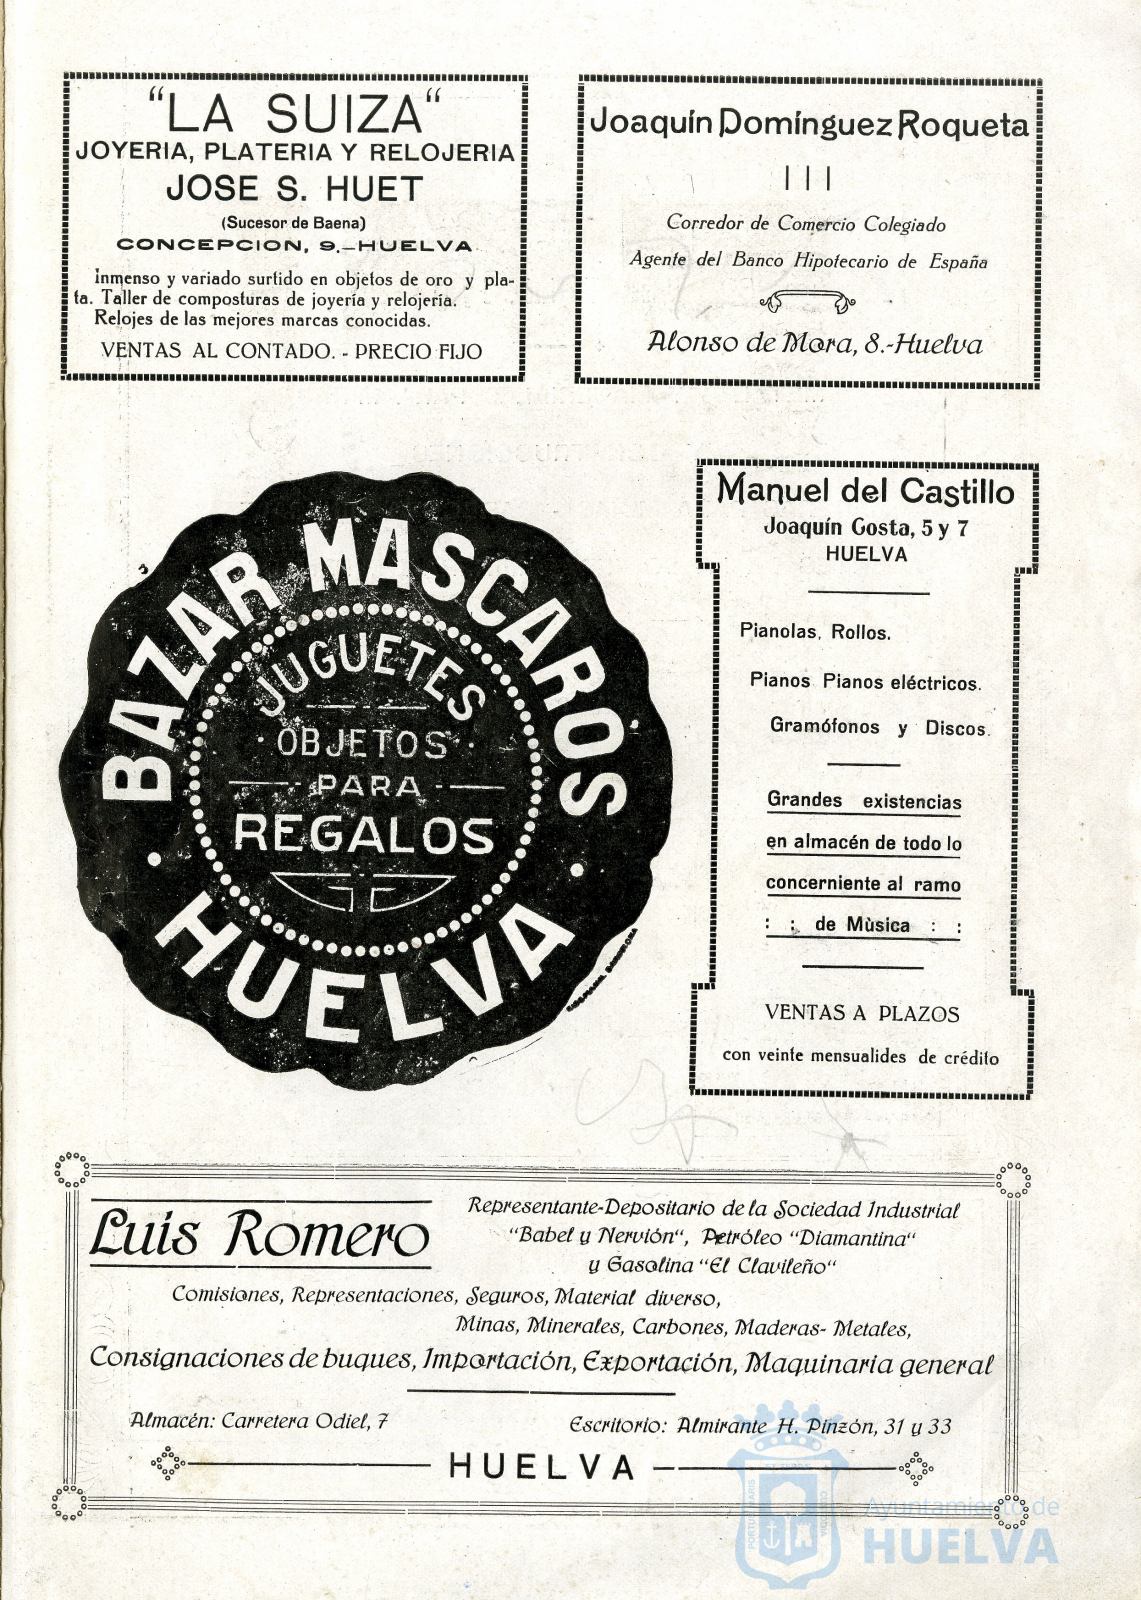 "LA SUIZA"
JOYERIA, PLATERIA Y RELOJERIA
JOSE S. HUET
(Sucesor de Baena)
CONCEPCION, 9.-HUELVA
Inmenso y variado surtido en objetos de oro y pla-
ta. Taller de composturas de joyería y relojería.
Relojes de las mejores marcas conocidas.
VENTAS AL CONTADO. - PRECIO FIJO
Joaquín Domínguez Roqueta
Corredor de Comercio Colegiado
Agente del Banco Hipotecario de España
Alonso de Mora, 8.-Huelva
BAZAR MASCAROS
JUGUETES
OBJETOS
PARA
REGALOS
HUELVA
Manuel del Castillo
Joaquín Gosta, 5 y 7
HUELVA
Pianolas, Rollos.
Pianos Pianos eléctricos.
Gramófonos y Discos.
Grandes existencias
en almacén de todo lo
concerniente al ramo
: : de Mùsica : :
VENTAS A PLAZOS
con veinte mensualides de crédito
Luis Romero
Representante-Depositario de la Sociedad Industrial
"Babel y Nervión", Petróleo "Diamantina"
y Gasolina "El Clavileño"
Comisiones, Representaciones, Seguros, Material diverso,
Minas, Minerales, Carbones, Maderas- Metales,
Consignaciones de buques, Importación, Exportación, Maquinaria general
Almacén: Carretera Odiel, 7
Escritorio: Almirante H. Pinzón, 31 y 33
HUELVA
Ayuntamiento de
HUELVA